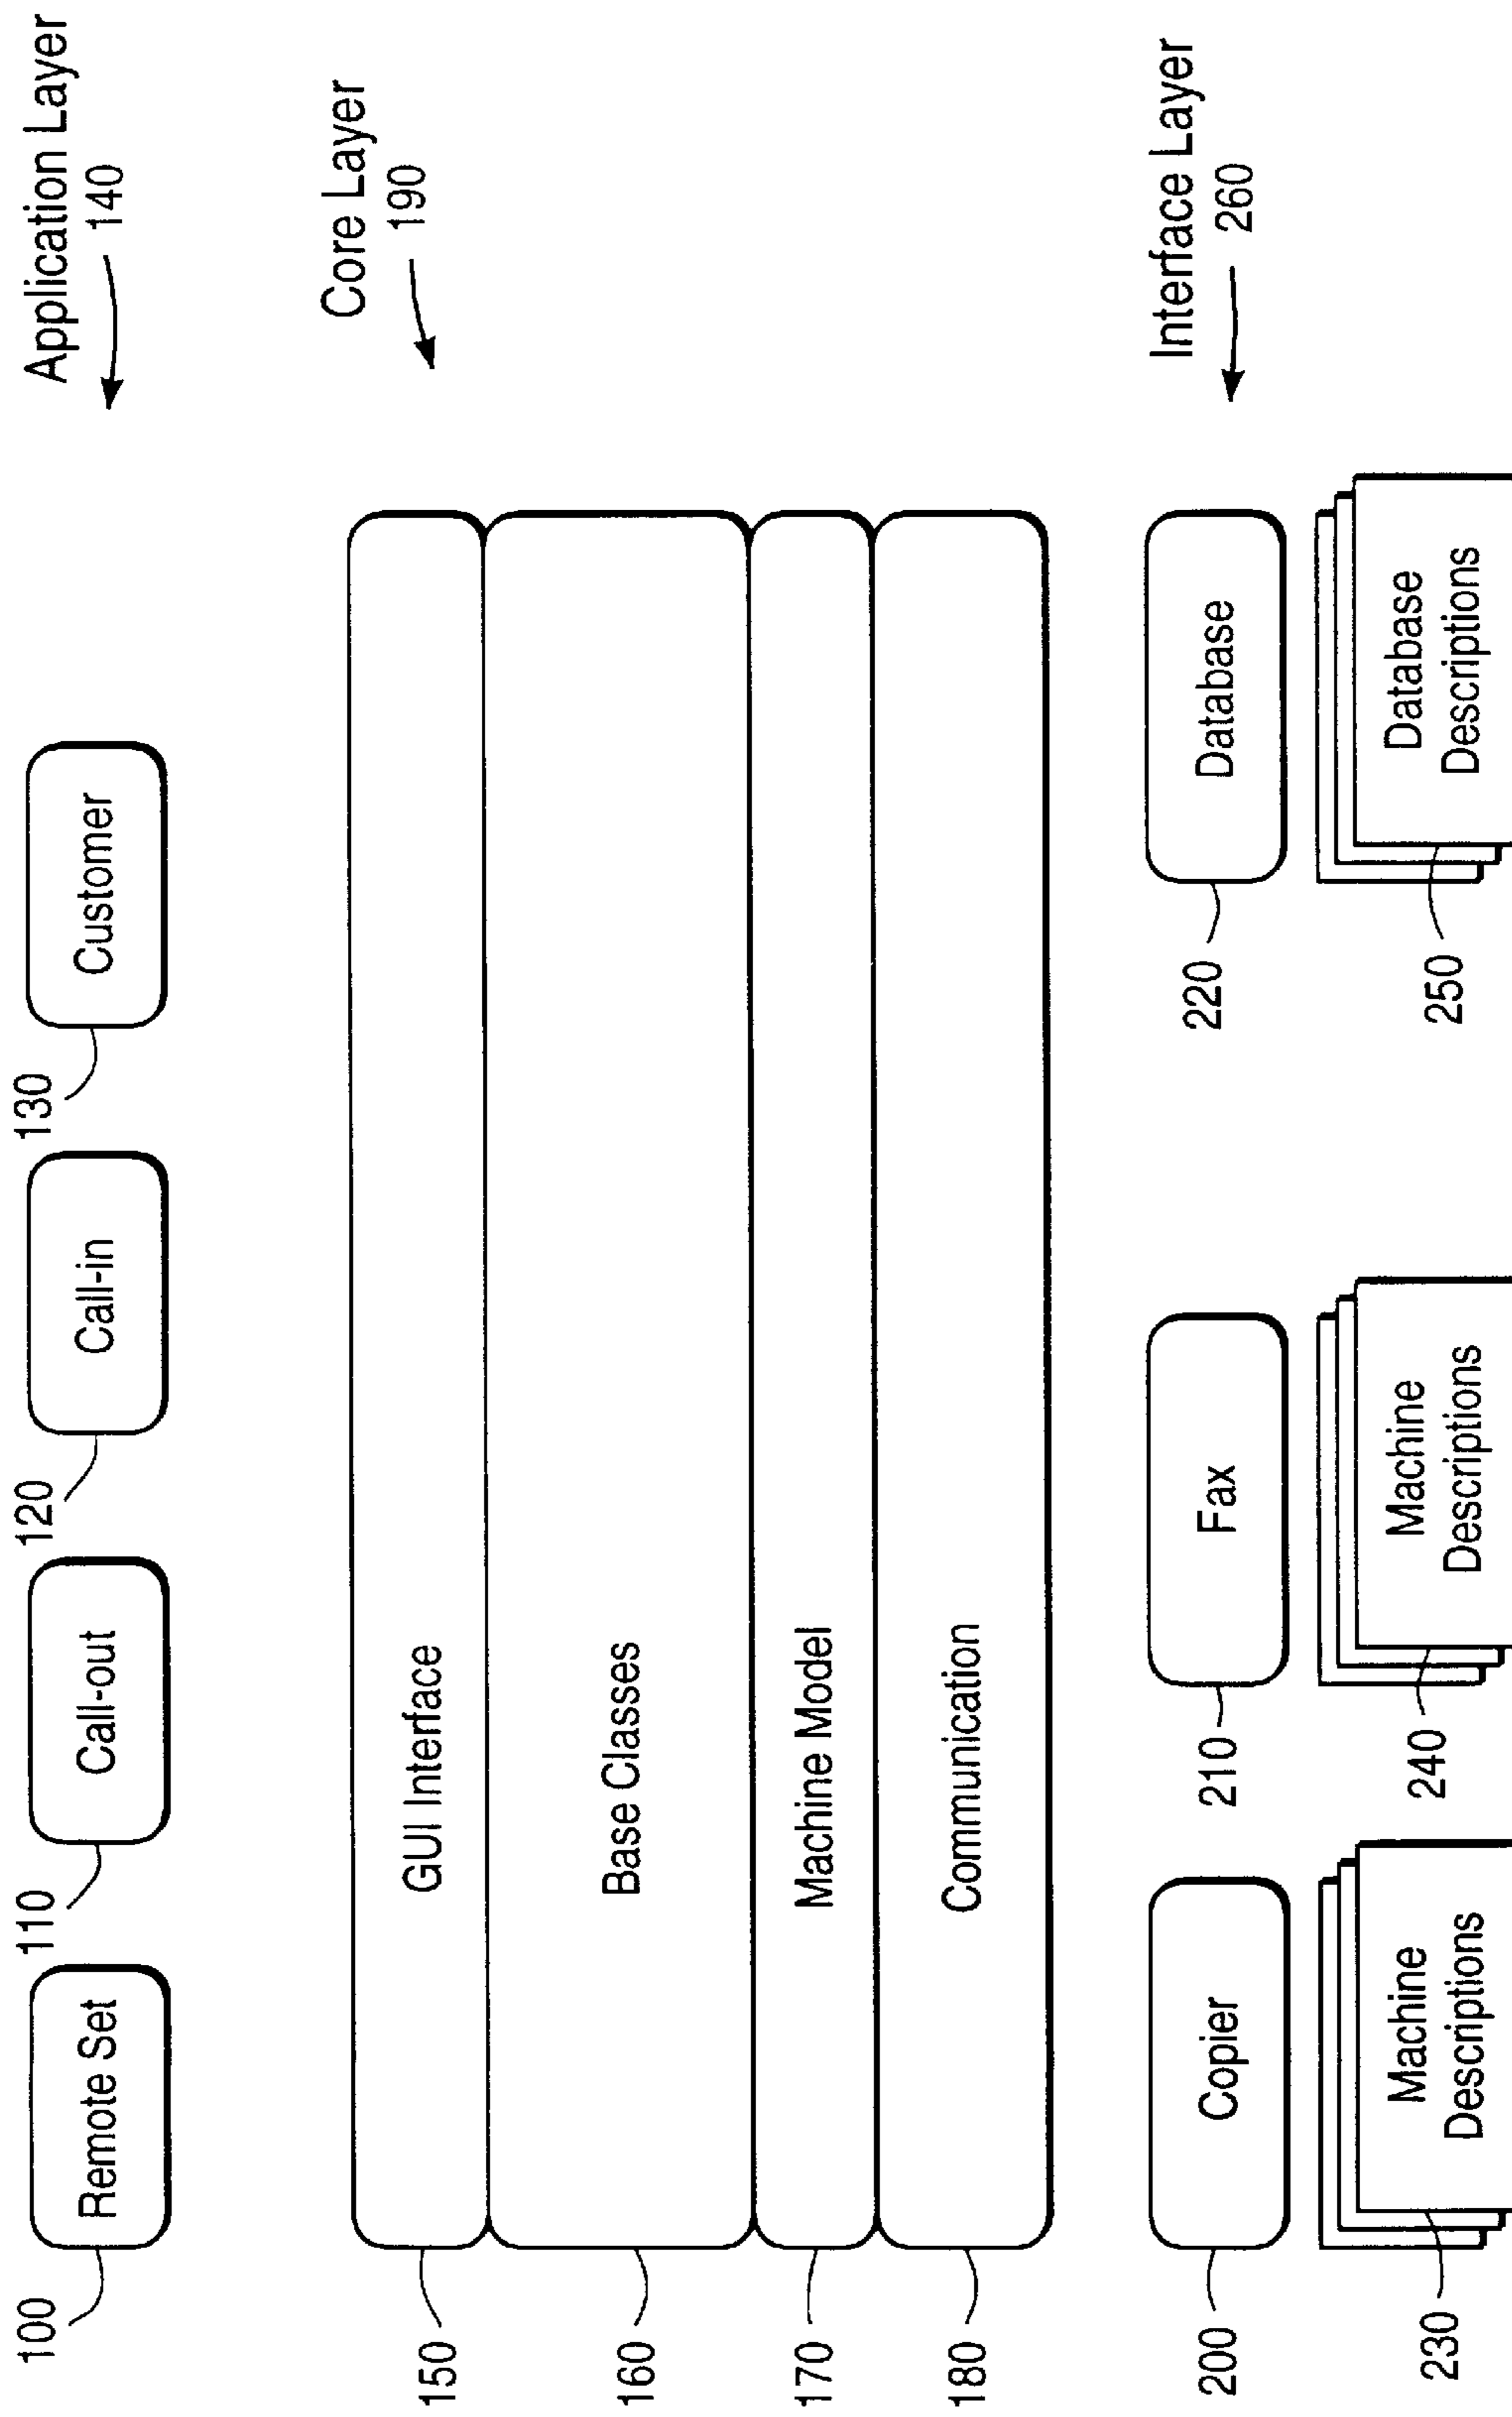 Application Layer
140
100
Remote Set
110
Call-out
120
Call-in
130
Customer
Core Layer
190
150
GUI Interface
160
Base Classes
170
Machine Model
180
Communication
Interface Layer
260
200
Copier
210
Fax
220
Database
230
Machine
Descriptions
240
Machine
Descriptions
250
Database
Descriptions